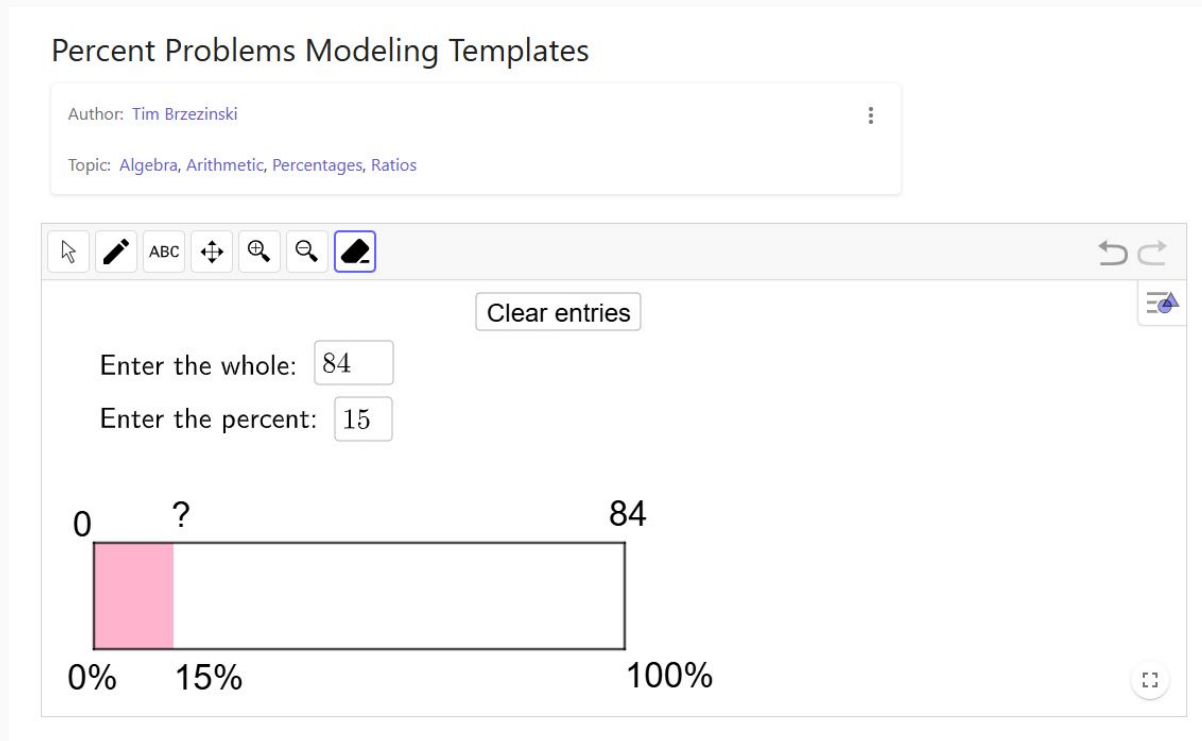 Percent Problems Modeling Templates
Author: Tim Brzezinski
Topic: Algebra, Arithmetic, Percentages, Ratios
ABC
Clear entries
Enter the whole: 84
Enter the percent: 15
0 ? 84
0% 15% 100%